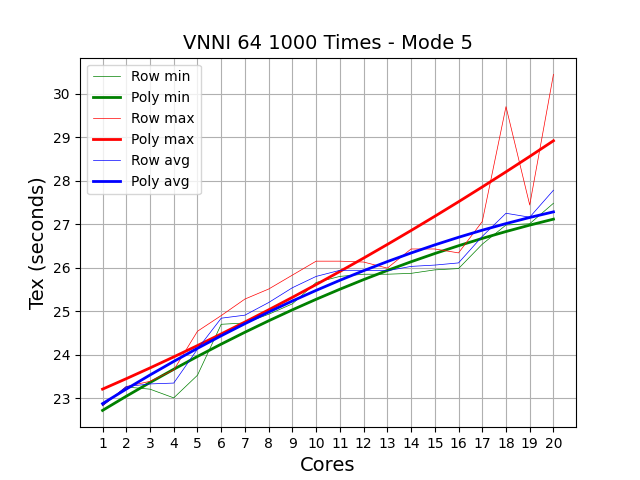 VNNI 64 1000 Times - Mode 5
Row min
Poly min
Row max
Poly max
Row avg
Poly avg
Tex (seconds)
30
29
28
27
26
25
24
23
1 2 3 4 5 6 7 8 9 10 11 12 13 14 15 16 17 18 19 20
Cores